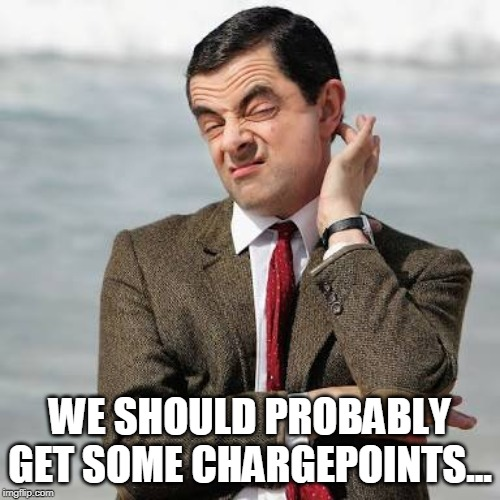 WE SHOULD PROBABLY
GET SOME CHARGEPOINTS...
imgflip.com